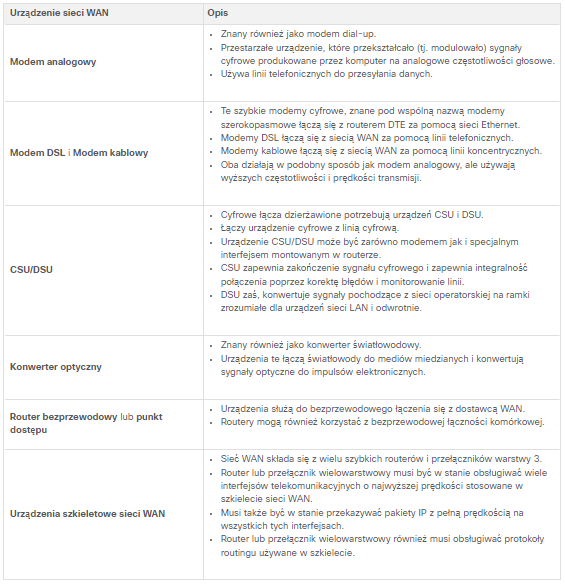 Urządzenie sieci WAN
Opis
Modem analogowy
• Znany również jako modem dial-up.
• Przestarzałe urządzenie, które przekształcało (tj. modulowało) sygnały
cyfrowe produkowane przez komputer na analogowe częstotliwości głosowe.
• Używa linii telefonicznych do przesyłania danych.
Modem DSL i Modem kablowy
• Te szybkie modemy cyfrowe, znane pod wspólną nazwą modemy
szerokopasmowe łączą się z routerem DTE za pomocą sieci Ethernet.
• Modemy DSL łączą się z siecią WAN za pomocą linii telefonicznych.
• Modemy kablowe łączą się z siecią WAN za pomocą linii koncentrycznych.
• Oba działają w podobny sposób jak modem analogowy, ale używają
wyższych częstotliwości i prędkości transmisji.
CSU/DSU
• Cyfrowe łącza dzierżawione potrzebują urządzeń CSU i DSU.
• Łączy urządzenie cyfrowe z linią cyfrową.
• Urządzenie CSU/DSU może być zarówno modemem jak i specjalnym
interfejsem montowanym w routerze.
• CSU zapewnia zakończenie sygnału cyfrowego i zapewnia integralność
połączenia poprzez korektę błędów i monitorowanie linii.
• DSU zaś, konwertuje sygnały pochodzące z sieci operatorskiej na ramki
zrozumiałe dla urządzeń sieci LAN i odwrotnie.
Konwerter optyczny
• Znany również jako konwerter światłowodowy.
• Urządzenia te łączą światłowody do mediów miedzianych i konwertują
sygnały optyczne do impulsów elektronicznych.
Router bezprzewodowy lub punkt
dostępu
• Urządzenia służą do bezprzewodowego łączenia się z dostawcą WAN.
• Routery mogą również korzystać z bezprzewodowej łączności komórkowej.
Urządzenia szkieletowe sieci WAN
• Sieć WAN składa się z wielu szybkich routerów i przełączników warstwy 3.
• Router lub przełącznik wielowarstwowy musi być w stanie obsługiwać wiele
interfejsów telekomunikacyjnych o najwyższej prędkości stosowane w
szkielecie sieci WAN.
• Musi także być w stanie przekazywać pakiety IP z pełną prędkością na
wszystkich tych interfejsach.
• Router lub przełącznik wielowarstwowy również musi obsługiwać protokoły
routingu używane w szkielecie.